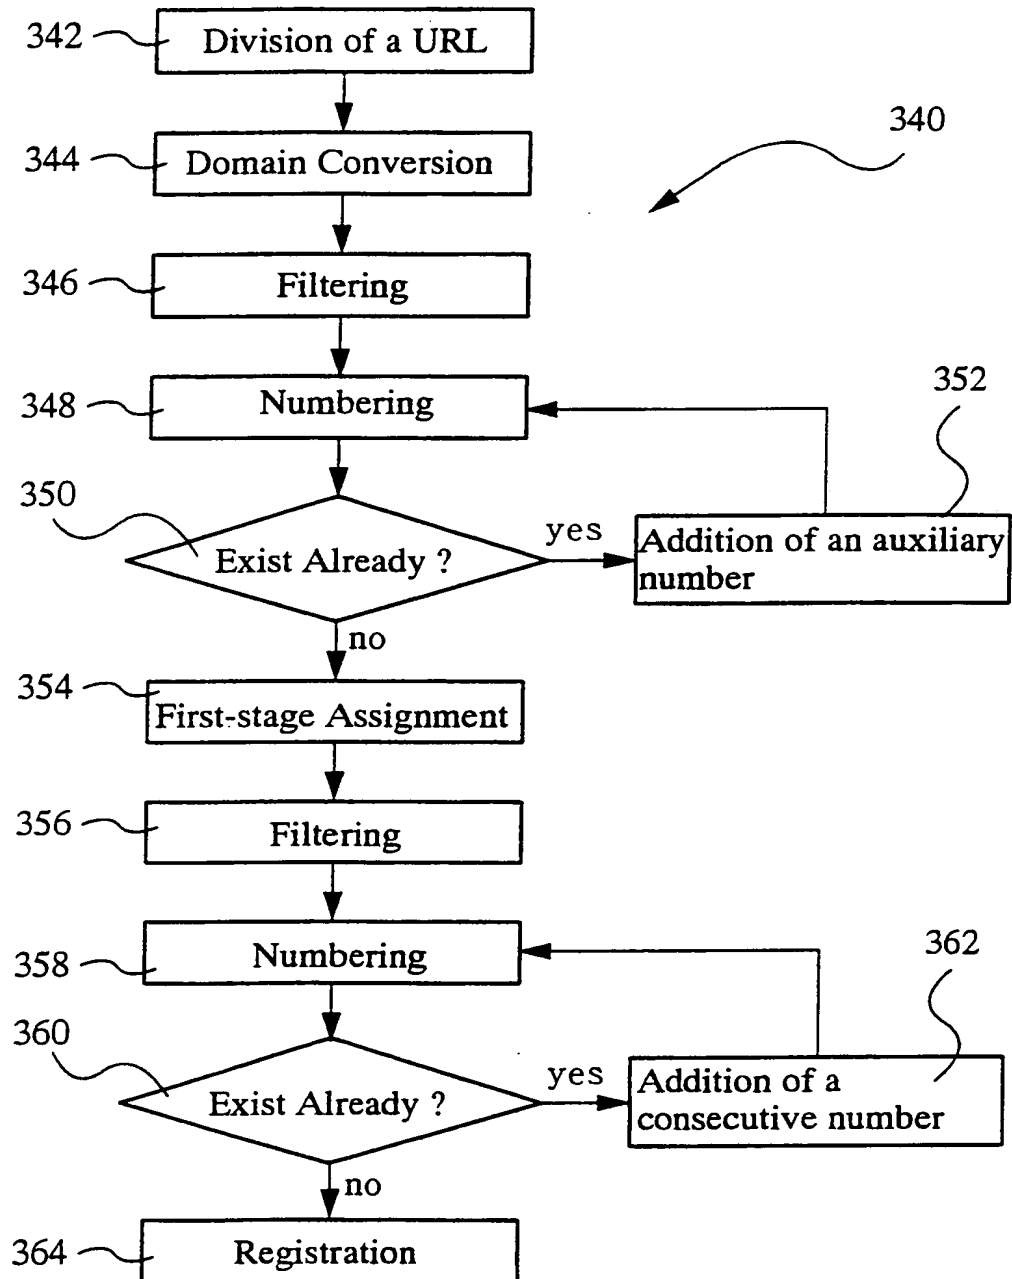 342 Division of a URL
340
344 Domain Conversion
346 Filtering
352
348 Numbering
350
Exist Already ?
yes
Addition of an auxiliary
number
no
354
First-stage Assignment
356 Filtering
358 Numbering
362
360
Exist Already ?
yes
Addition of a
consecutive number
no
364 Registration